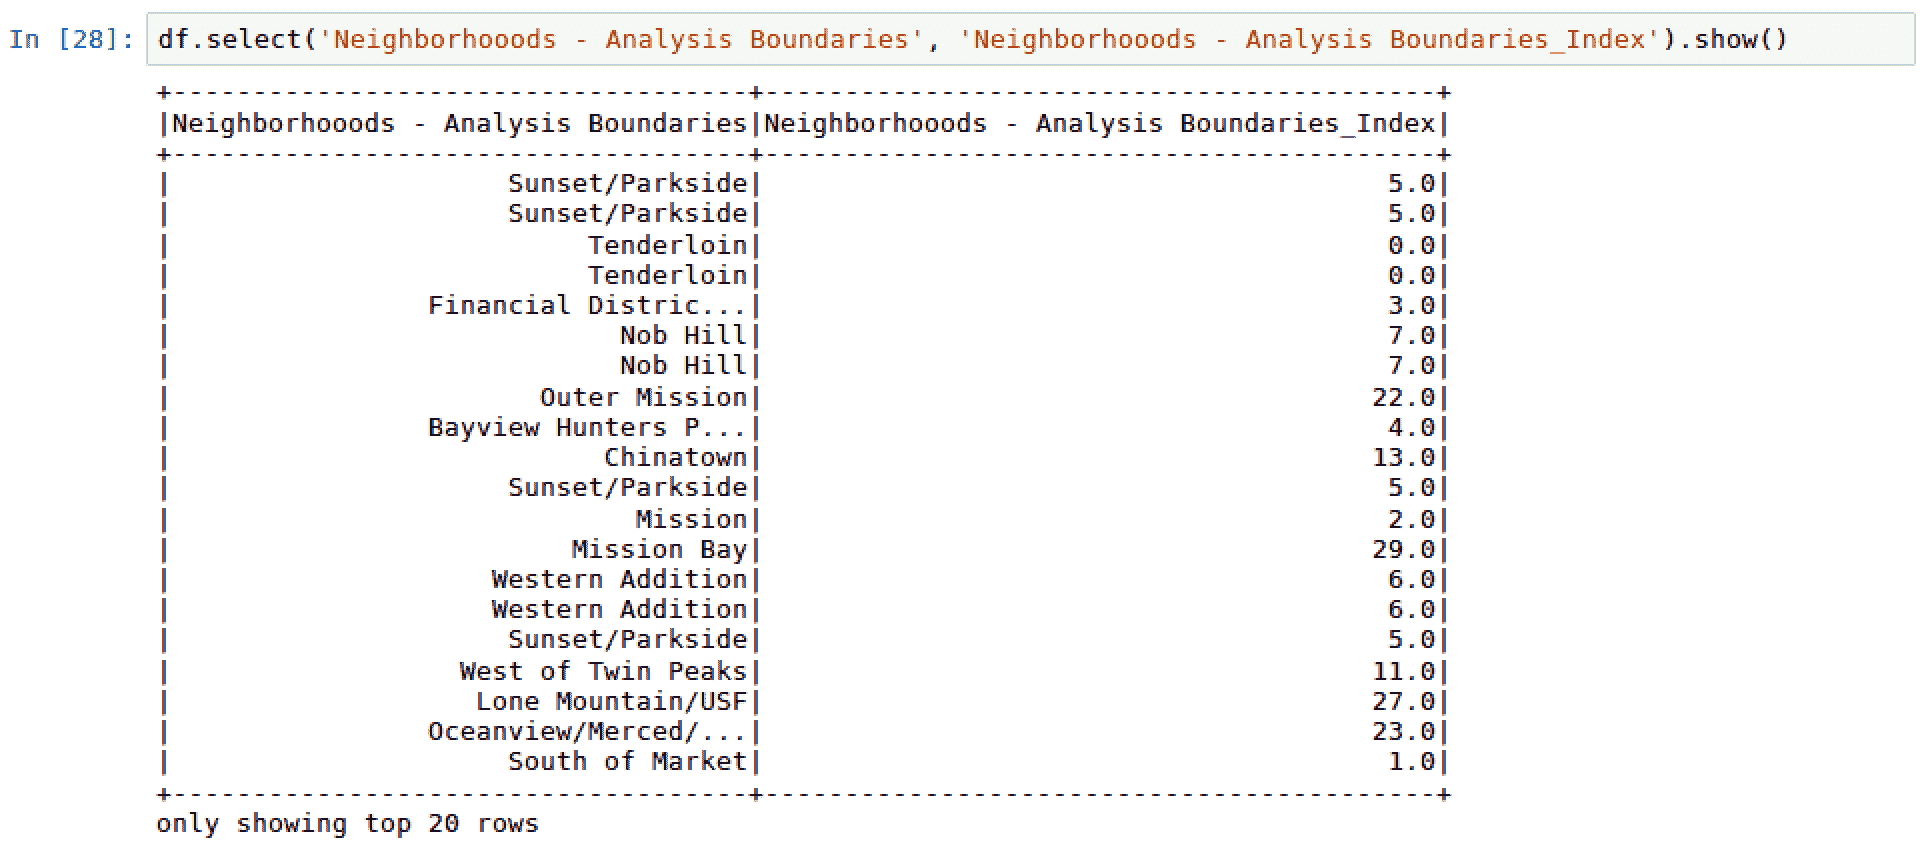 In [28]: df.select('Neighborhooods - Analysis Boundaries', 'Neighborhooods - Analysis Boundaries_Index').show()
+------------------------------------+------------------------------------------+
|Neighborhooods - Analysis Boundaries|Neighborhooods - Analysis Boundaries_Index|
+------------------------------------+------------------------------------------+
|                     Sunset/Parkside|                                       5.0|
|                     Sunset/Parkside|                                       5.0|
|                          Tenderloin|                                       0.0|
|                          Tenderloin|                                       0.0|
|                Financial Distric...|                                       3.0|
|                            Nob Hill|                                       7.0|
|                            Nob Hill|                                       7.0|
|                       Outer Mission|                                      22.0|
|                Bayview Hunters P...|                                       4.0|
|                           Chinatown|                                      13.0|
|                     Sunset/Parkside|                                       5.0|
|                             Mission|                                       2.0|
|                         Mission Bay|                                      29.0|
|                    Western Addition|                                       6.0|
|                    Western Addition|                                       6.0|
|                     Sunset/Parkside|                                       5.0|
|                  West of Twin Peaks|                                      11.0|
|                   Lone Mountain/USF|                                      27.0|
|                Oceanview/Merced/...|                                      23.0|
|                     South of Market|                                       1.0|
+------------------------------------+------------------------------------------+
only showing top 20 rows